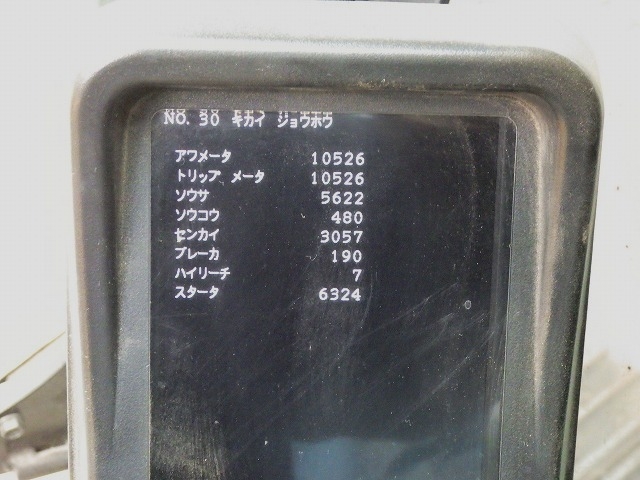 NO. 30 キカイ ジョウホウ
アワメータ 10526
トリップ メータ 10526
ソウサ 5622
ソウコウ 480
センカイ 3057
ブレーカ 190
ハイリーチ 7
スタータ 6324